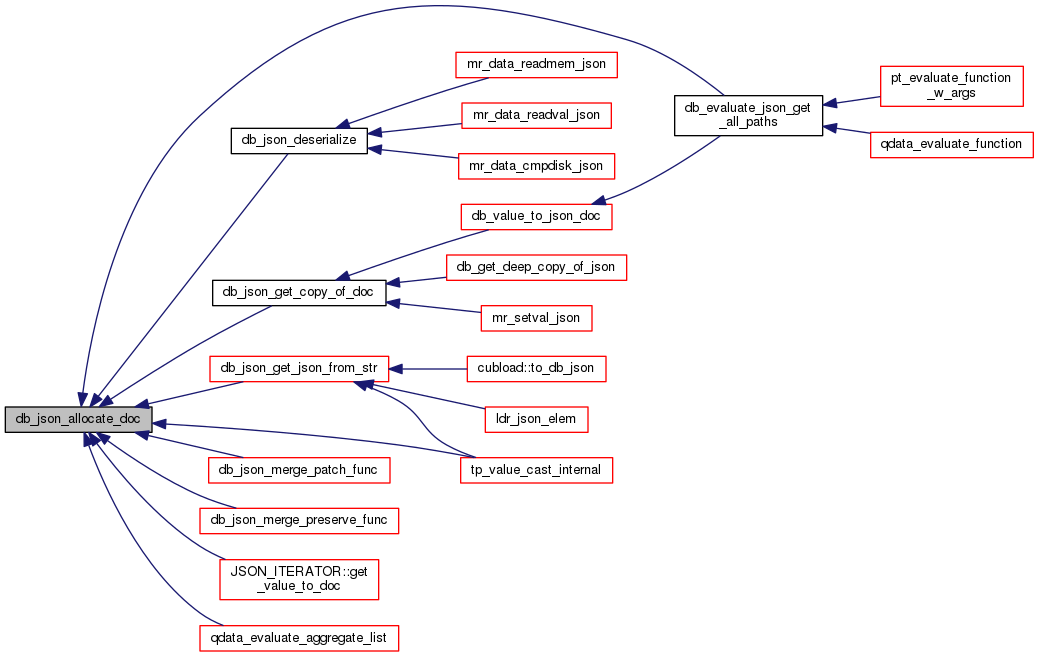 mr_data_readmem_json
pt_evaluate_function
_w_args
db_evaluate_json_get
_all_paths
mr_data_readval_json
db_json_deserialize
qdata_evaluate_function
mr_data_cmpdisk_json
db_value_to_json_doc
db_get_deep_copy_of_json
db_json_get_copy_of_doc
mr_setval_json
db_json_get_json_from_str
cubload::to_db_json
db_json_allocate_doc
ldr_json_elem
db_json_merge_patch_func
tp_value_cast_internal
db_json_merge_preserve_func
JSON_ITERATOR::get
_value_to_doc
qdata_evaluate_aggregate_list